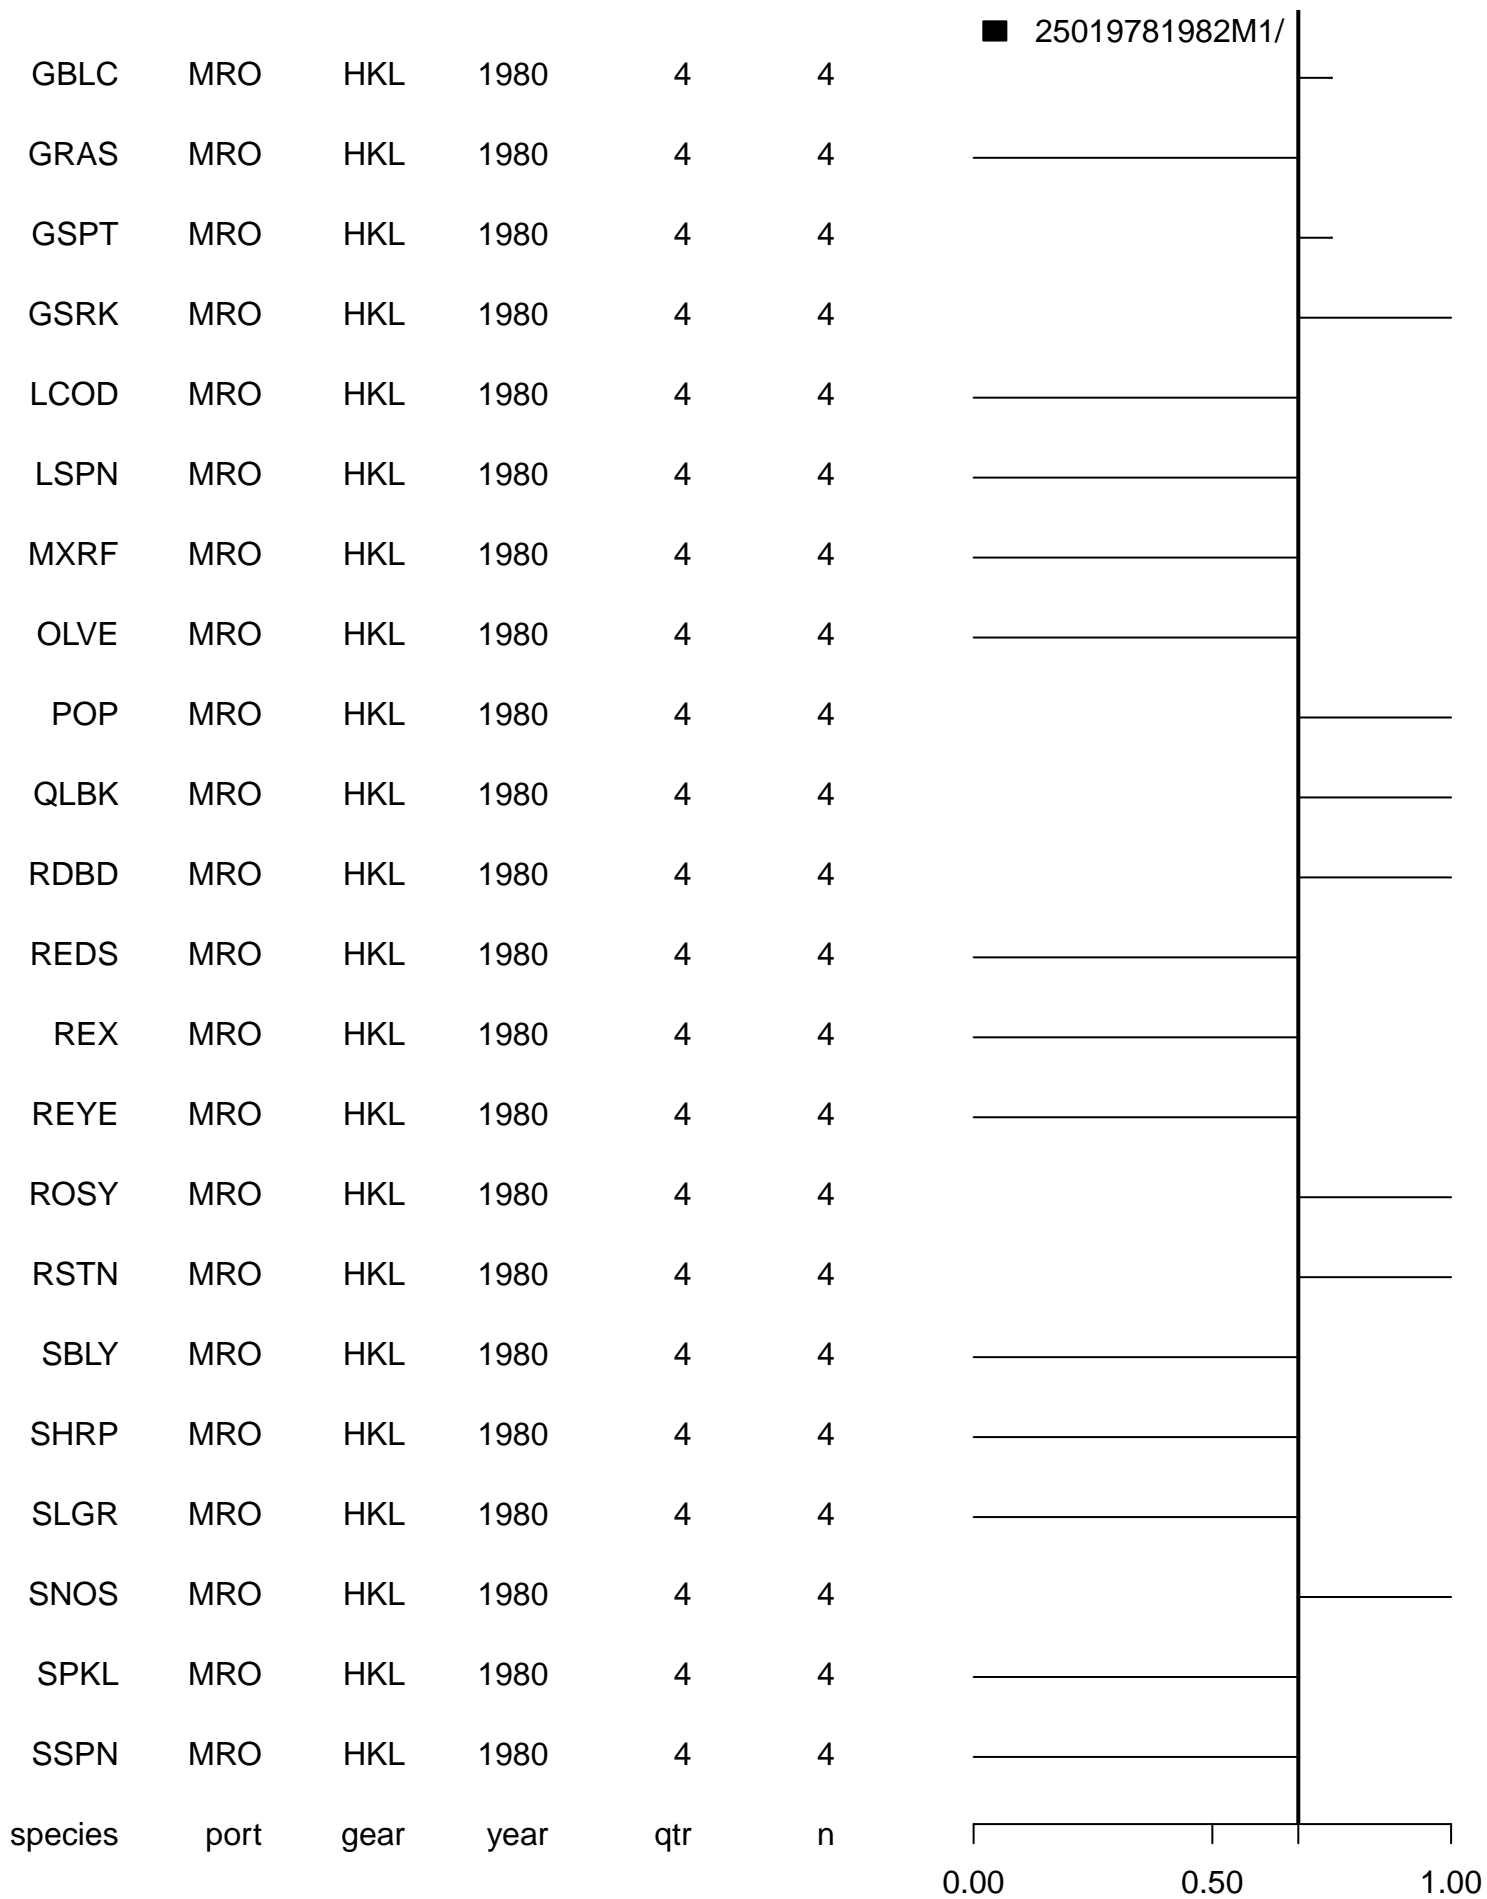 25019781982M1/
GBLC MRO HKL 1980 4 4
GRAS MRO HKL 1980 4 4
GSPT MRO HKL 1980 4 4
GSRK MRO HKL 1980 4 4
LCOD MRO HKL 1980 4 4
LSPN MRO HKL 1980 4 4
MXRF MRO HKL 1980 4 4
OLVE MRO HKL 1980 4 4
POP MRO HKL 1980 4 4
QLBK MRO HKL 1980 4 4
RDBD MRO HKL 1980 4 4
REDS MRO HKL 1980 4 4
REX MRO HKL 1980 4 4
REYE MRO HKL 1980 4 4
ROSY MRO HKL 1980 4 4
RSTN MRO HKL 1980 4 4
SBLY MRO HKL 1980 4 4
SHRP MRO HKL 1980 4 4
SLGR MRO HKL 1980 4 4
SNOS MRO HKL 1980 4 4
SPKL MRO HKL 1980 4 4
SSPN MRO HKL 1980 4 4
species port gear year qtr n
0.00 0.50 1.00